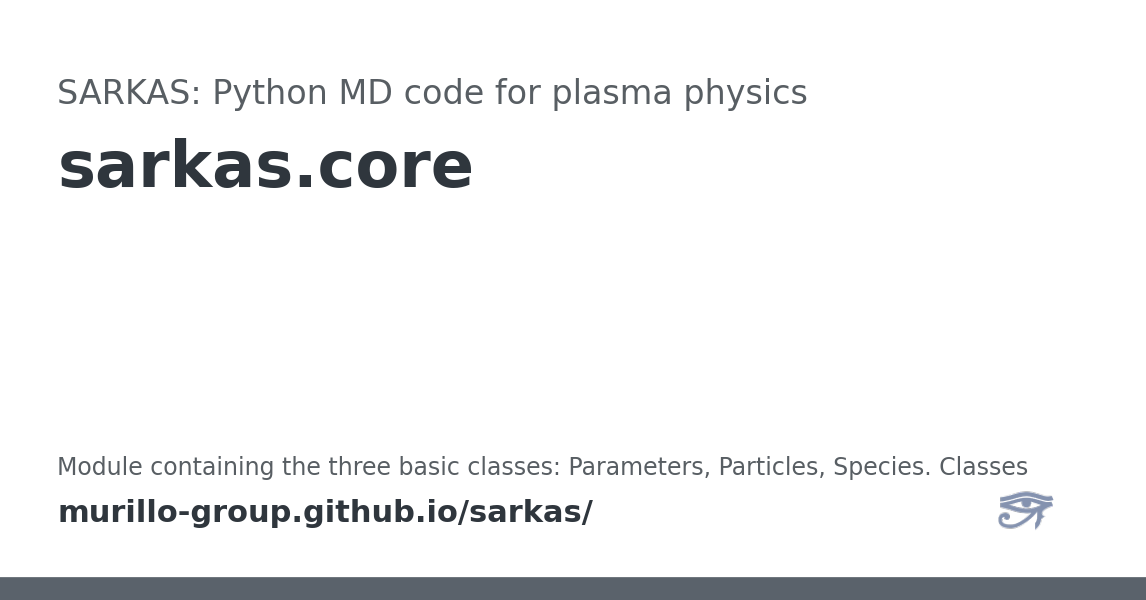 SARKAS: Python MD code for plasma physics
sarkas.core
Module containing the three basic classes: Parameters, Particles, Species. Classes
murillo-group.github.io/sarkas/